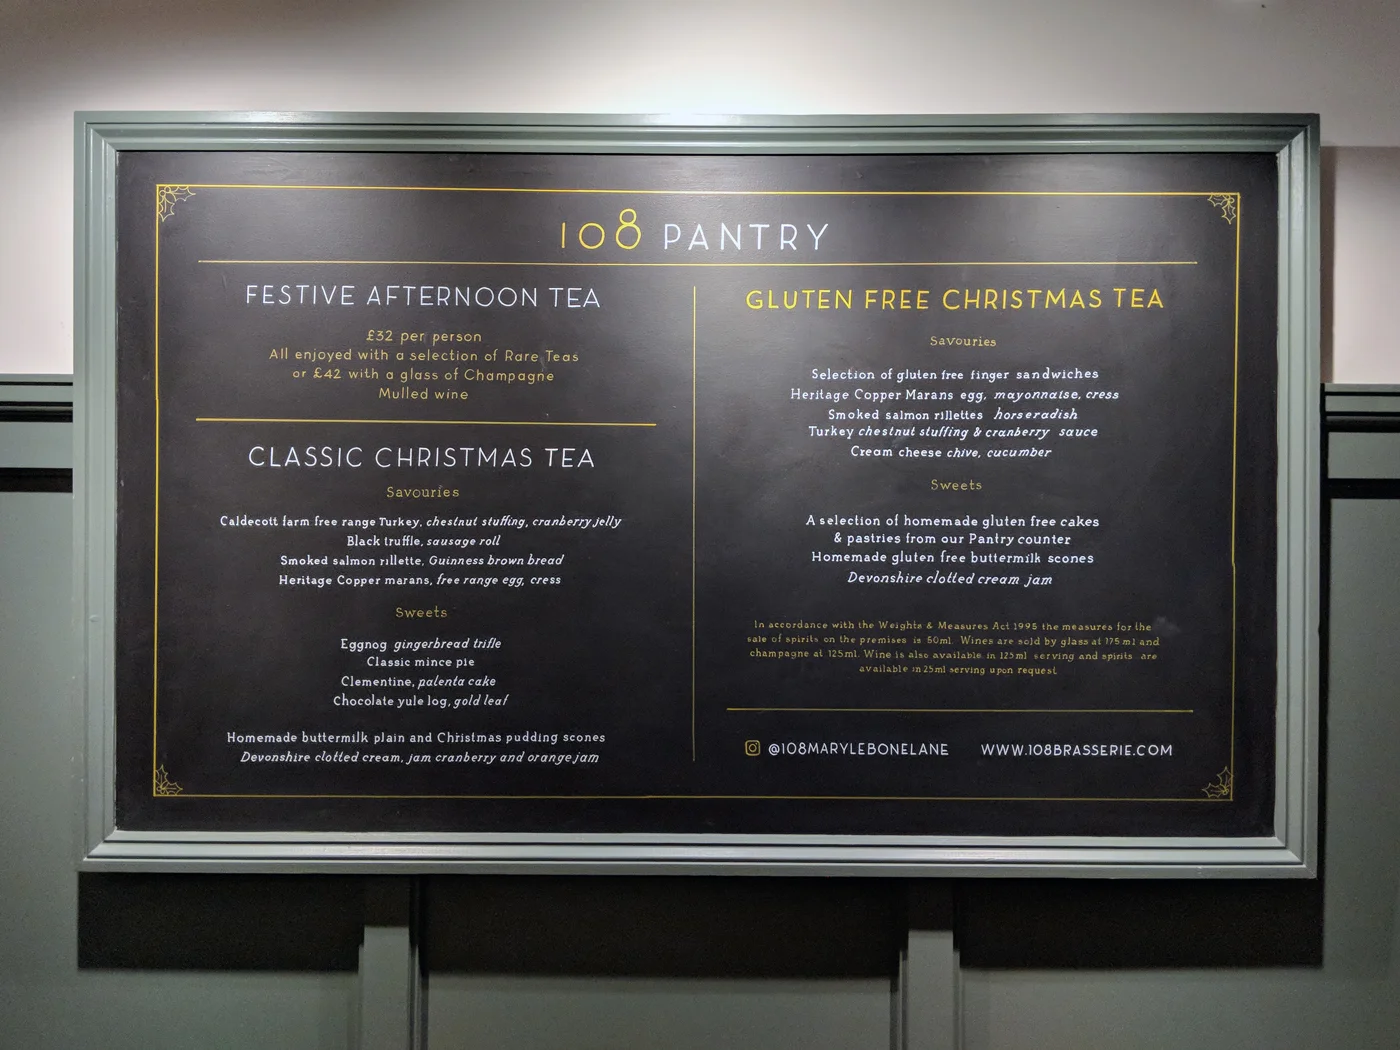 108 PANTRY
FESTIVE AFTERNOON TEA
£32 per person
All enjoyed with a selection of Rare Teas
or £42 with a glass of Champagne
Mulled wine
CLASSIC CHRISTMAS TEA
Savouries
Caldecott farm free range Turkey, chestnut stuffing, cranberry jelly
Black truffle, sausage roll
Smoked salmon rillette, Guinness brown bread
Heritage Copper marans, free range egg, cress
Sweets
Eggnog gingerbread trifle
Classic mince pie
Clementine, palenta cake
Chocolate yule log, gold leaf
Homemade buttermilk plain and Christmas pudding scones
Devonshire clotted cream, jam cranberry and orange jam
GLUTEN FREE CHRISTMAS TEA
Savouries
Selection of gluten free finger sandwiches
Heritage Copper Marans egg, mayonnaise, cress
Smoked salmon rillettes horseradish
Turkey chestnut stuffing & cranberry sauce
Cream cheese chive, cucumber
Sweets
A selection of homemade gluten free cakes
& pastries from our Pantry counter
Homemade gluten free buttermilk scones
Devonshire clotted cream jam
In accordance with the Weights & Measures Act 1995 the measures for the
sale of spirits on the premises is 50ml. Wines are sold by glass at 175ml and
champagne at 125ml. Wine is also available in 125ml serving and spirits are
available in 25ml serving upon request
@108MARYLEBONELANE WWW.108BRASSERIE.COM